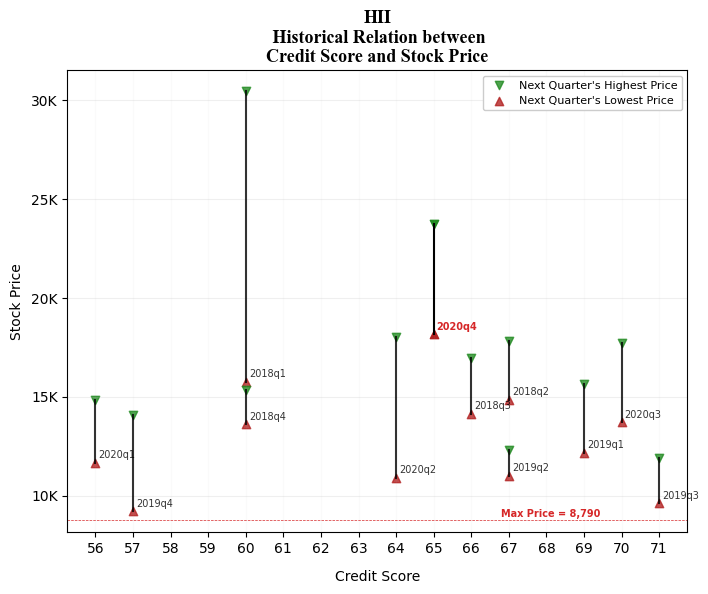 HII
Historical Relation between
Credit Score and Stock Price
Next Quarter's Highest Price
Next Quarter's Lowest Price
30K
25K
20K
15K
10K
Stock Price
2020q4
2018q1
2018q3
2018q2
2018q4
2020q3
2020q1
2019q1
2020q2
2019q2
2019q4
2019q3
Max Price = 8,790
56 57 58 59 60 61 62 63 64 65 66 67 68 69 70 71
Credit Score